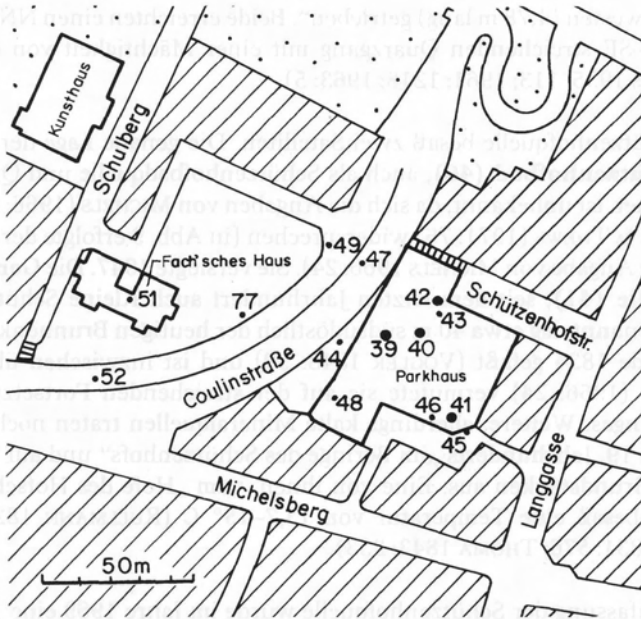 Kunsthaus
Schulberg
Fach'sches Haus
51
52
7
49
47
Coulinstraße
44
48
42
43
39
40
Parkhaus
46
41
45
Schützenhofstr.
Langgasse
Michelsberg
50m